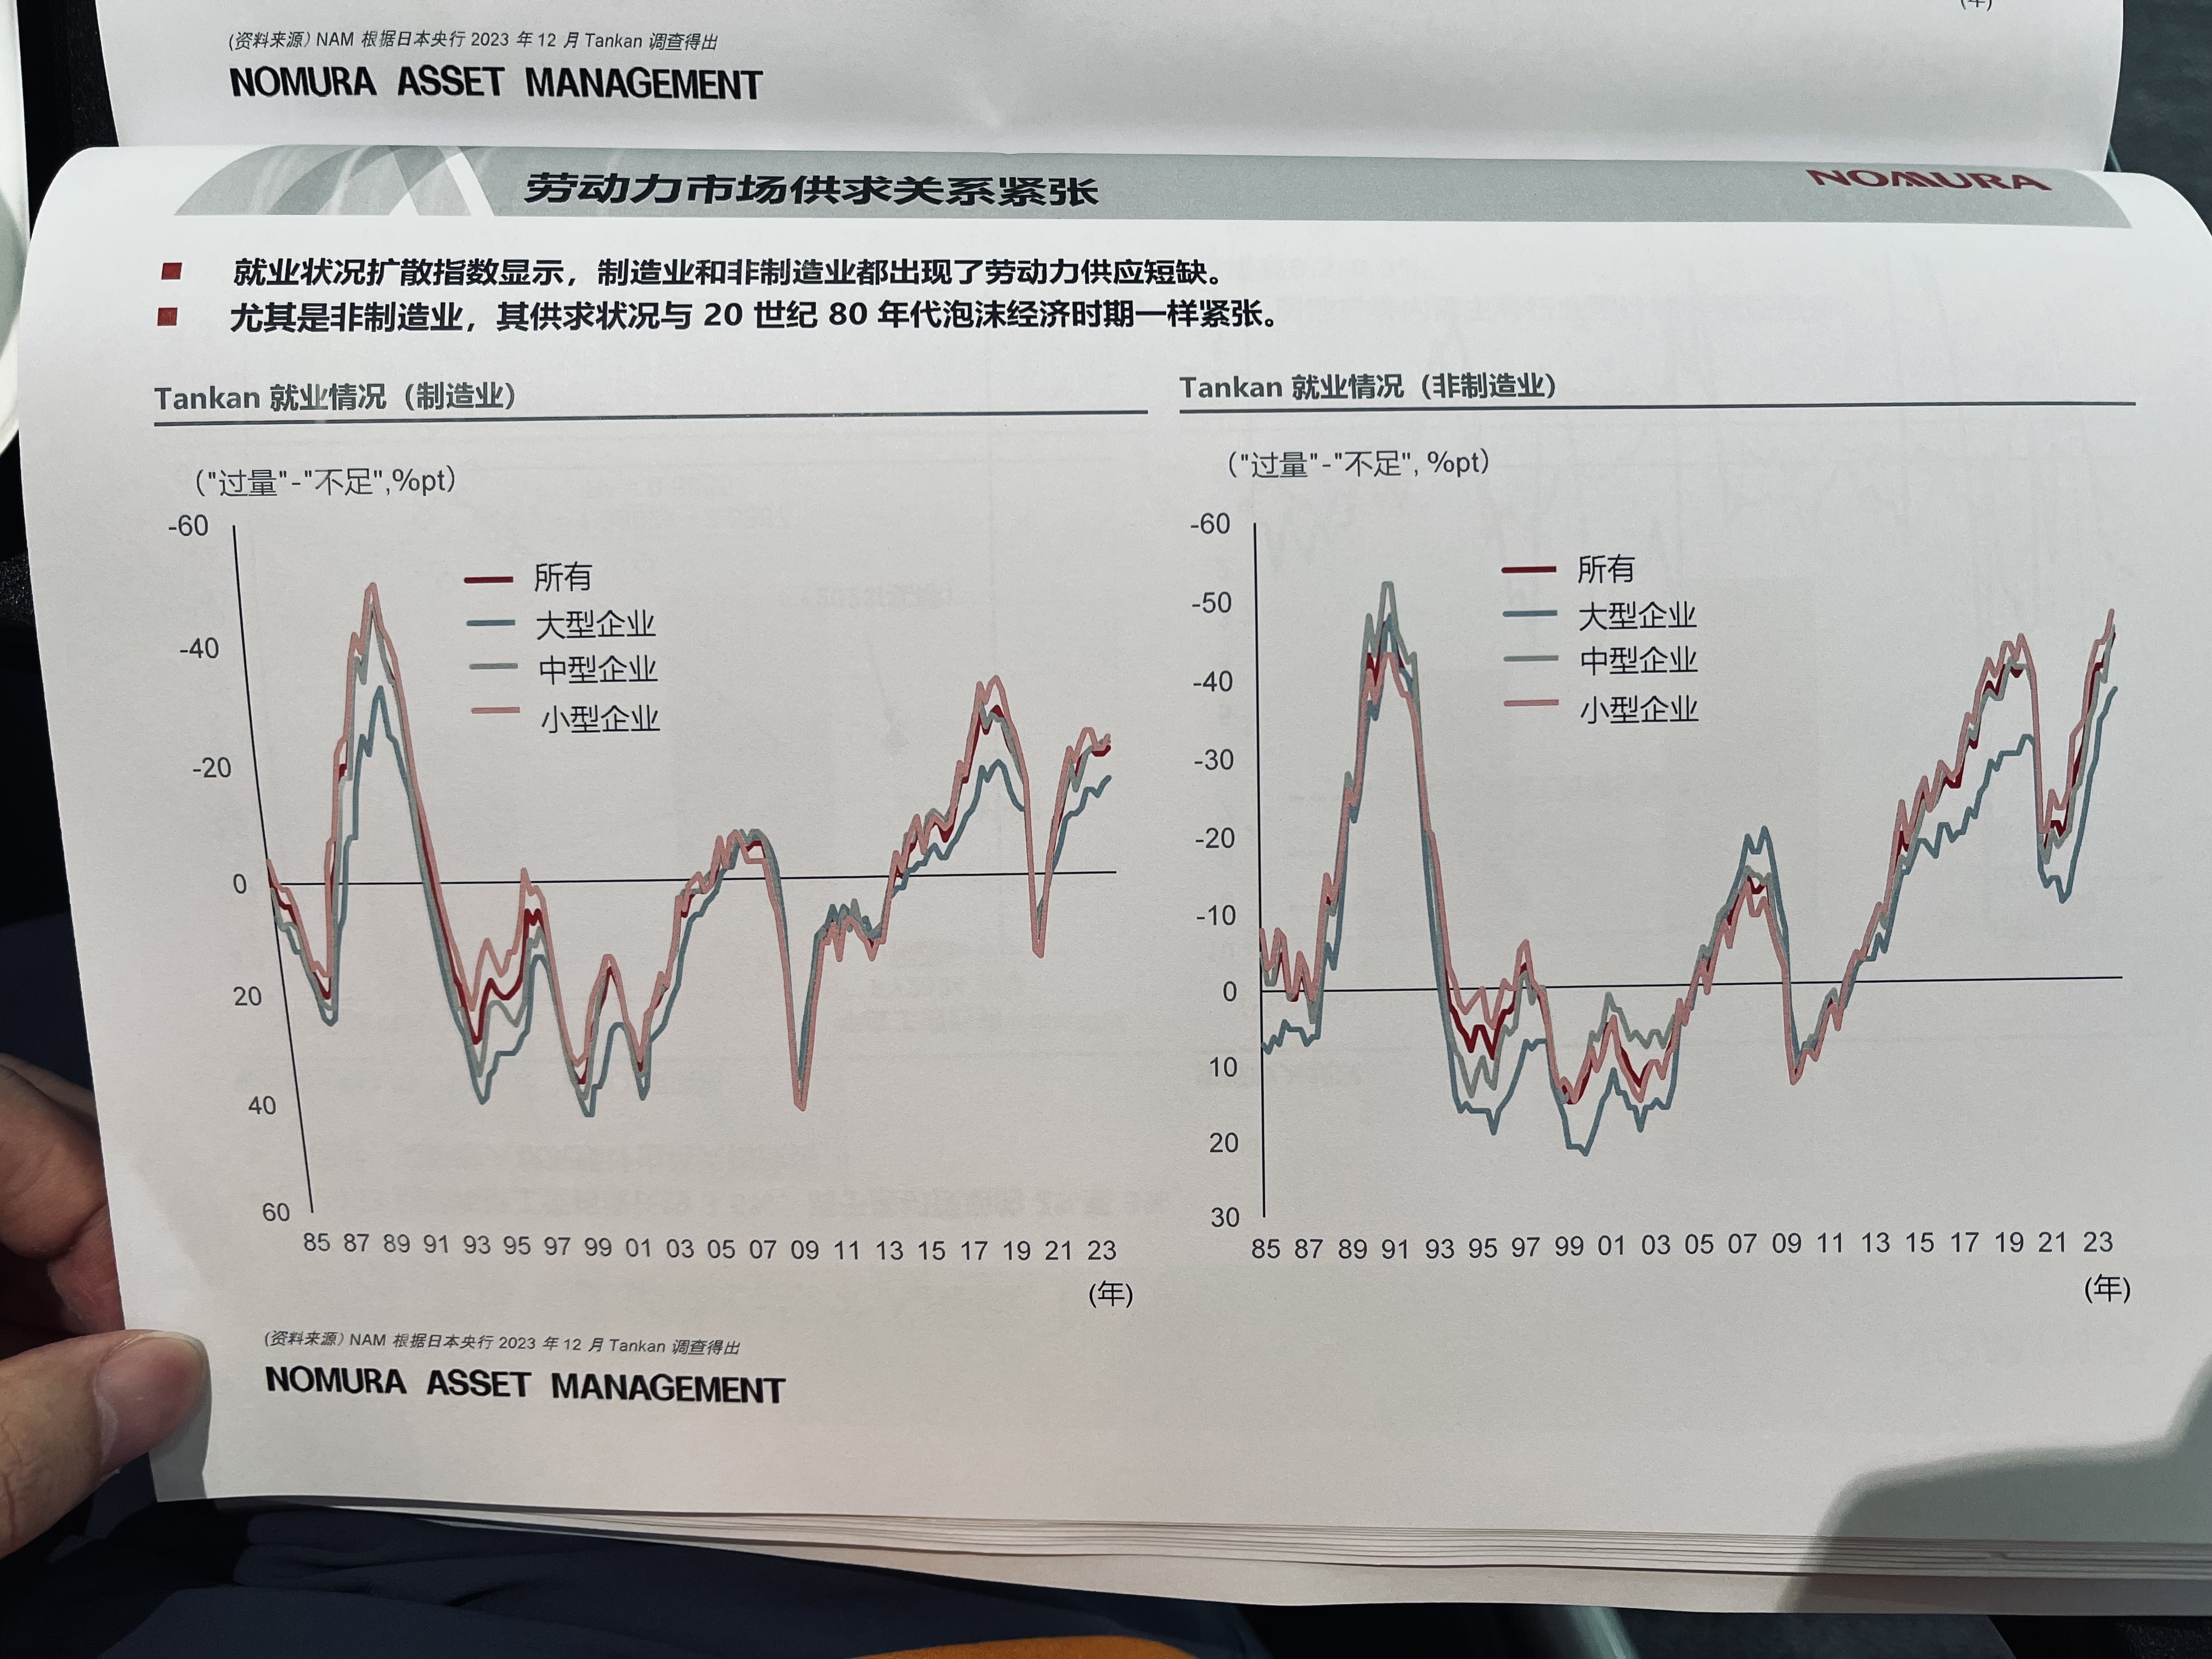 (年)
(资料来源) NAM 根据日本央行 2023 年 12 月 Tankan 调查得出
NOMURA ASSET MANAGEMENT
劳动力市场供求关系紧张
NOMURA
就业状况扩散指数显示，制造业和非制造业都出现了劳动力供应短缺。
尤其是非制造业，其供求状况与 20 世纪 80 年代泡沫经济时期一样紧张。
Tankan 就业情况（制造业）
("过量"-"不足",%pt)
-60
-40
-20
0
20
40
60
所有
大型企业
中型企业
小型企业
85 87 89 91 93 95 97 99 01 03 05 07 09 11 13 15 17 19 21 23
(年)
Tankan 就业情况（非制造业）
("过量"-"不足", %pt)
-60
-50
-40
-30
-20
-10
0
10
20
30
所有
大型企业
中型企业
小型企业
85 87 89 91 93 95 97 99 01 03 05 07 09 11 13 15 17 19 21 23
(年)
(资料来源) NAM 根据日本央行 2023 年 12 月 Tankan 调查得出
NOMURA ASSET MANAGEMENT